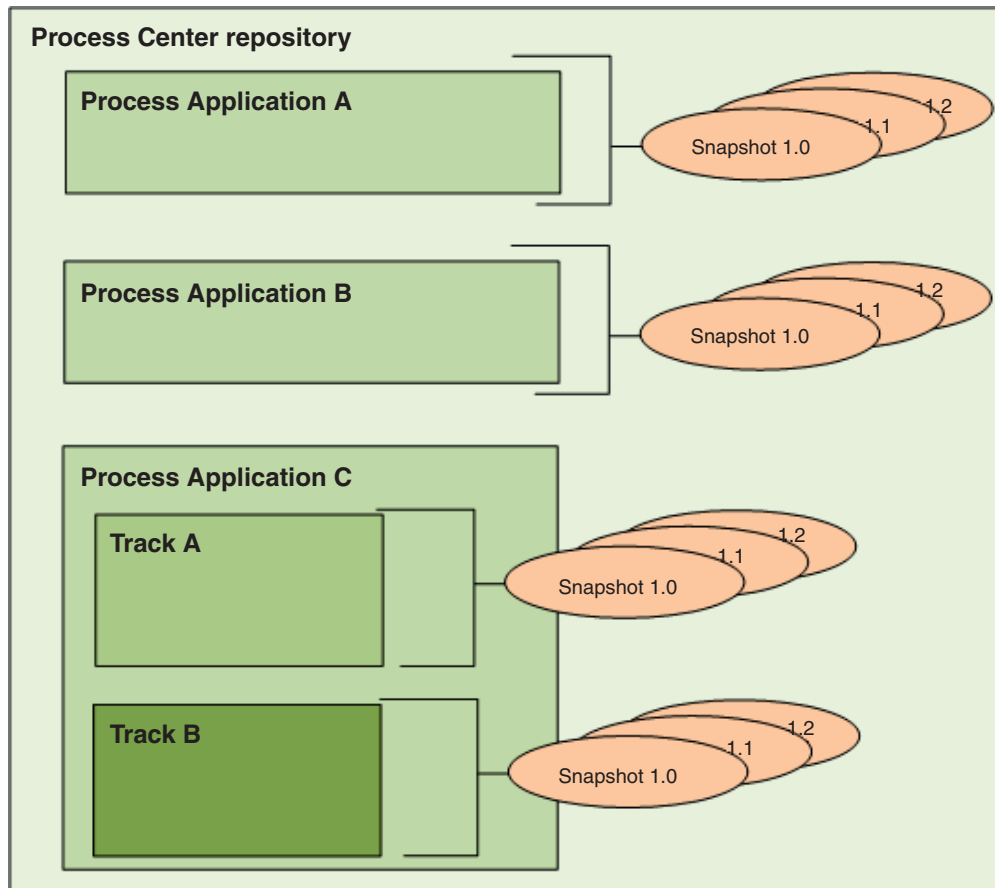 Process Center repository
Process Application A
Snapshot 1.0
1.1
1.2
Process Application B
Snapshot 1.0
1.1
1.2
Process Application C
Track A
Snapshot 1.0
1.1
1.2
Track B
Snapshot 1.0
1.1
1.2